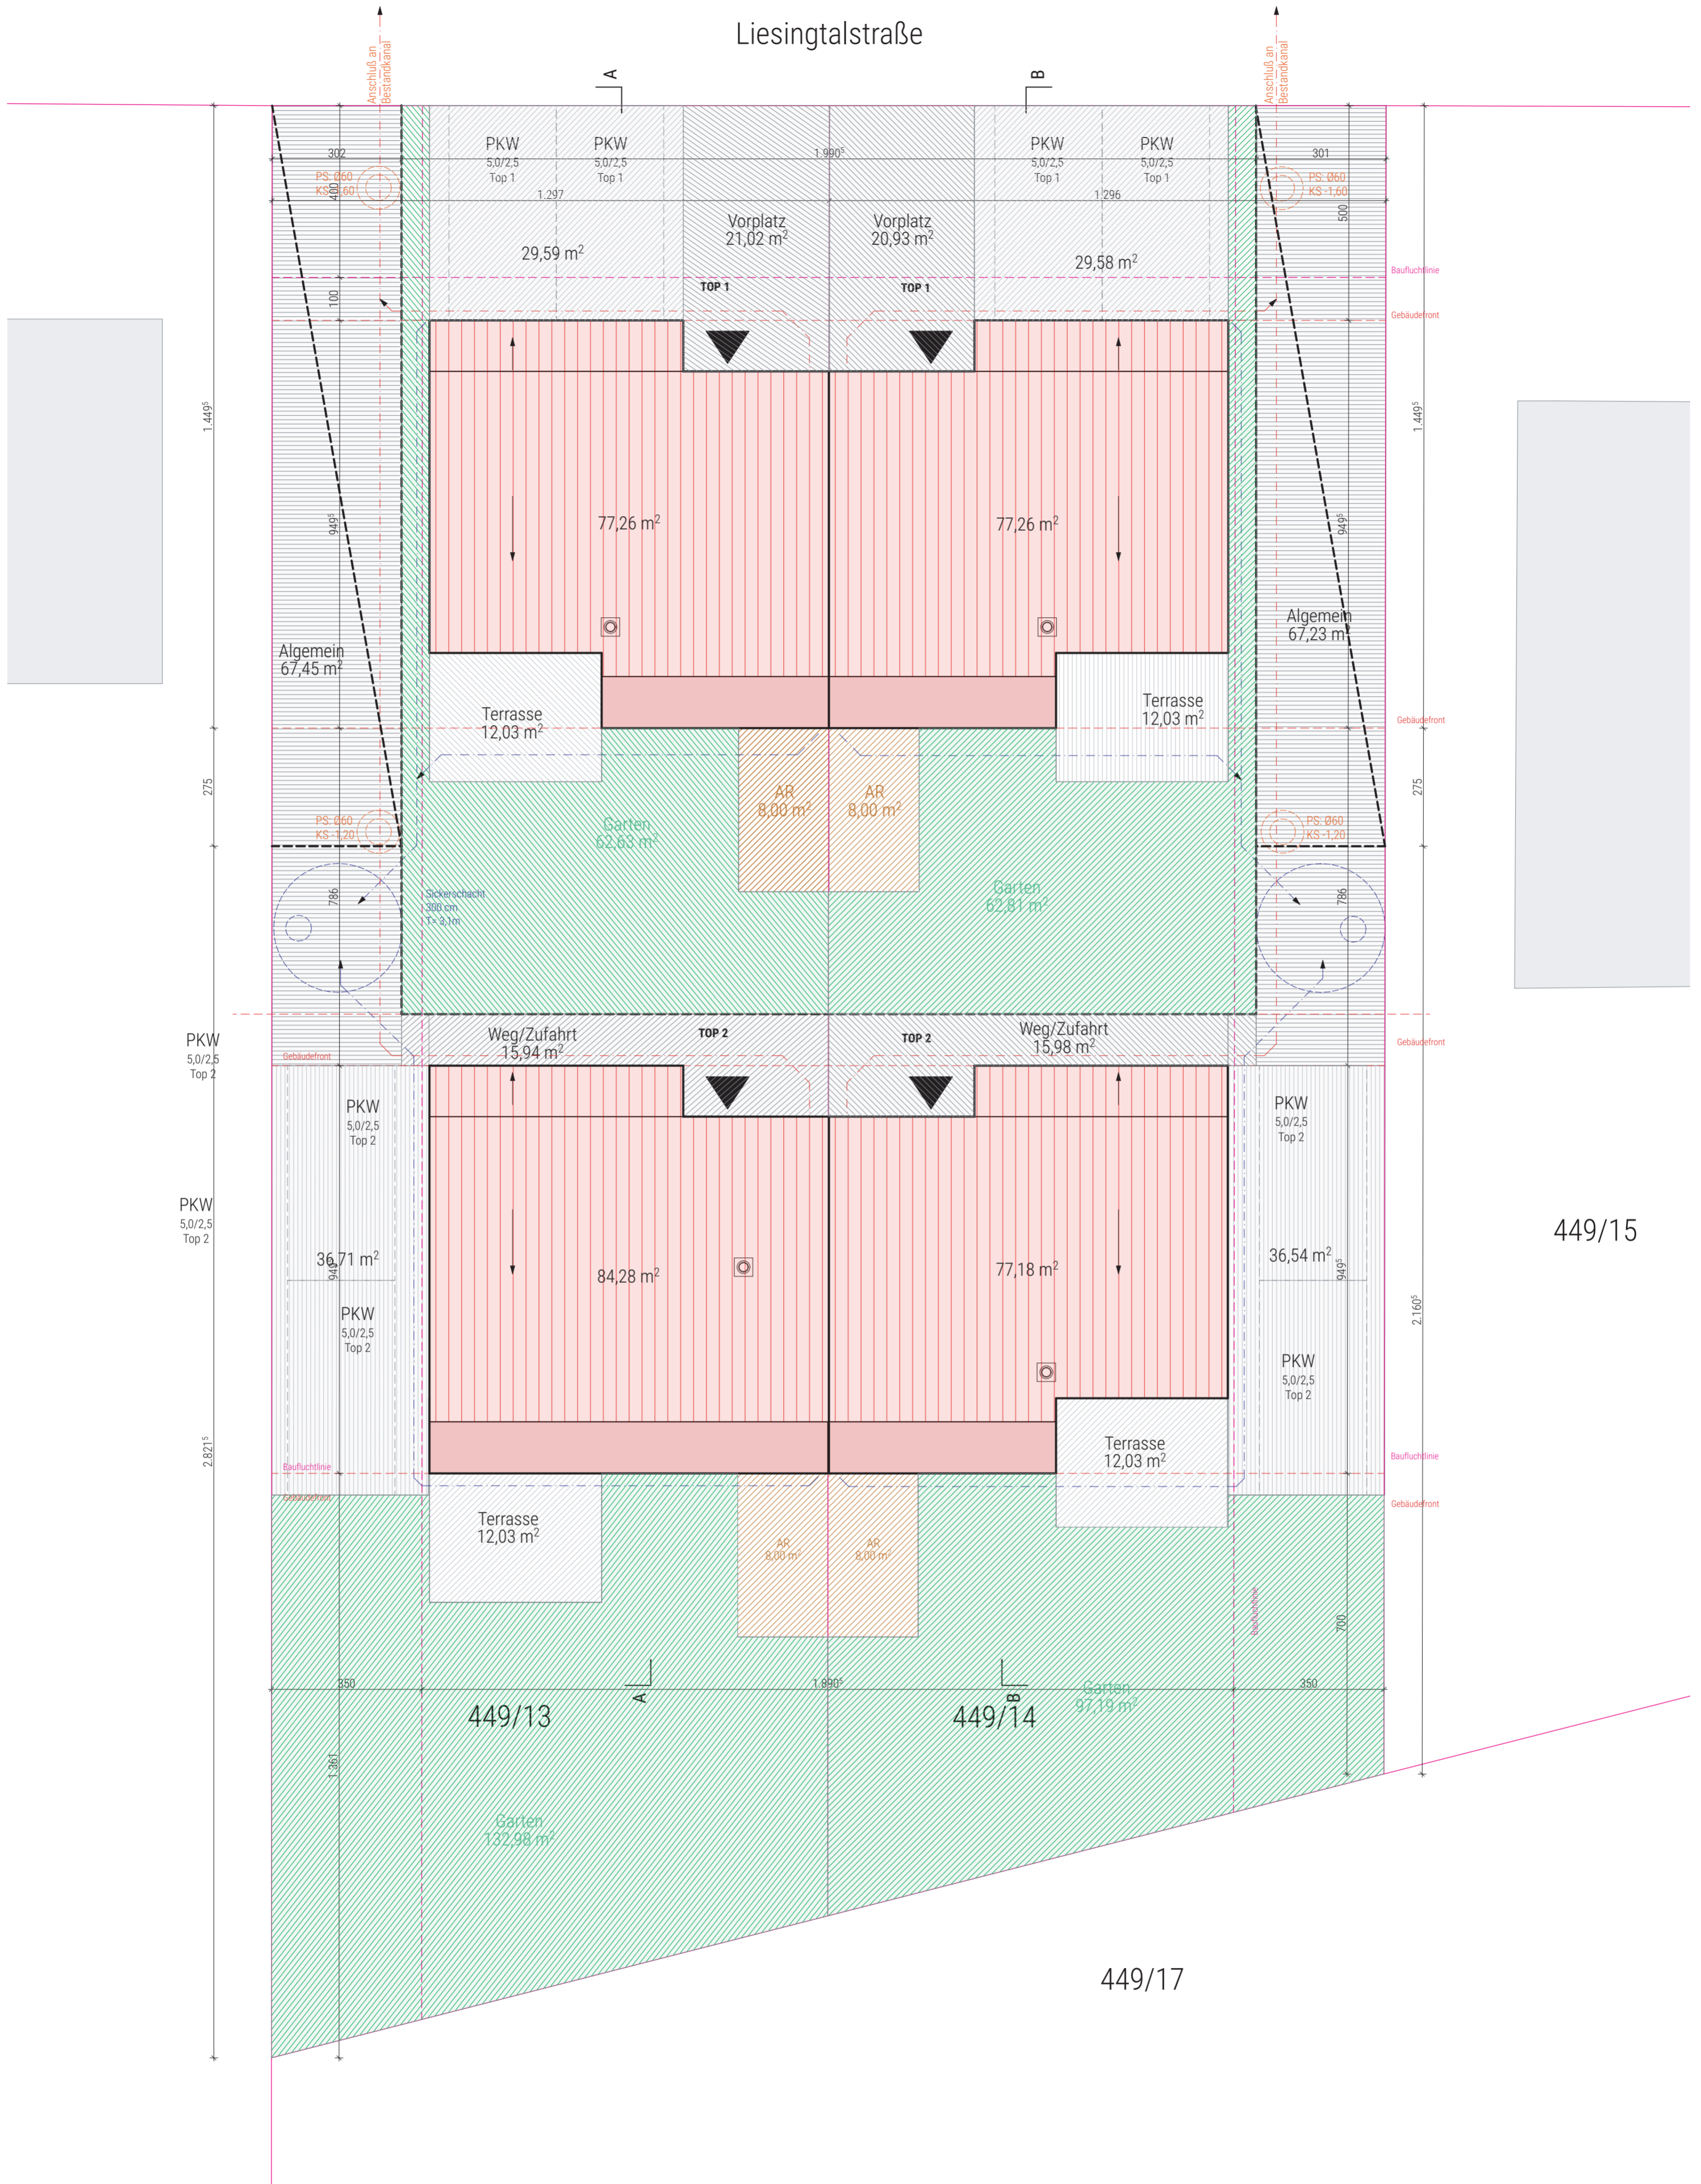 Liesingtalstraße
Anschluß an
Bestandkanal
Anschluß an
Bestandkanal
A
B
PKW
5,0/2,5
Top 1
PKW
5,0/2,5
Top 1
PKW
5,0/2,5
Top 1
PKW
5,0/2,5
Top 1
302
1.990⁵
301
PS: Ø60
KS -1,60
PS: Ø60
KS -1,60
400
1.297
1.296
500
Vorplatz
21,02 m²
Vorplatz
20,93 m²
29,59 m²
29,58 m²
Baufluchtlinie
100
TOP 1
TOP 1
Gebäudefront
1.449⁵
1.449⁵
949⁵
77,26 m²
77,26 m²
949⁵
Algemein
67,45 m²
Algemein
67,23 m²
Terrasse
12,03 m²
Terrasse
12,03 m²
Gebäudefront
275
275
AR
8,00 m²
AR
8,00 m²
PS: Ø60
KS -1,20
PS: Ø60
KS -1,20
Garten
62,63 m²
Garten
62,81 m²
786
786
Sickerschacht
300 cm
T= 3,1m
PKW
5,0/2,5
Top 2
Weg/Zufahrt
15,94 m²
TOP 2
TOP 2
Weg/Zufahrt
15,98 m²
Gebäudefront
Gebäudefront
PKW
5,0/2,5
Top 2
PKW
5,0/2,5
Top 2
PKW
5,0/2,5
Top 2
449/15
36,71 m²
949⁵
84,28 m²
77,18 m²
36,54 m²
949⁵
PKW
5,0/2,5
Top 2
2.160⁵
PKW
5,0/2,5
Top 2
2.821⁵
Terrasse
12,03 m²
Baufluchtlinie
Baufluchtlinie
Gebäudefront
Gebäudefront
Terrasse
12,03 m²
AR
8,00 m²
AR
8,00 m²
Baufluchtlinie
700
350
1.890⁵
350
A
B
Garten
97,19 m²
449/13
449/14
1.361
Garten
132,98 m²
449/17